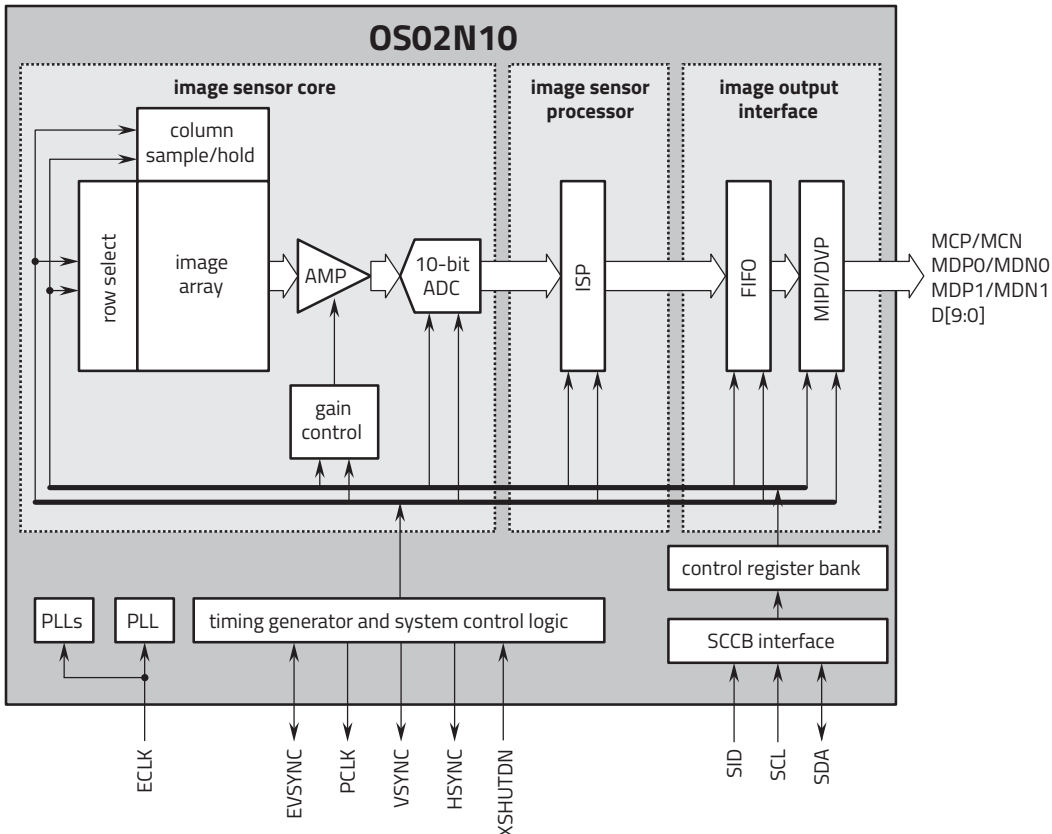 OS02N10
image sensor core
image sensor
processor
image output
interface
column
sample/hold
row select
image
array
AMP
10-bit
ADC
ISP
FIFO
MIPI/DVP
MCP/MCN
MDP0/MDN0
MDP1/MDN1
D[9:0]
gain
control
control register bank
PLLs
PLL
timing generator and system control logic
SCCB interface
ECLK
EVSYNC
PCLK
VSYNC
HSYNC
XSHUTDN
SID
SCL
SDA